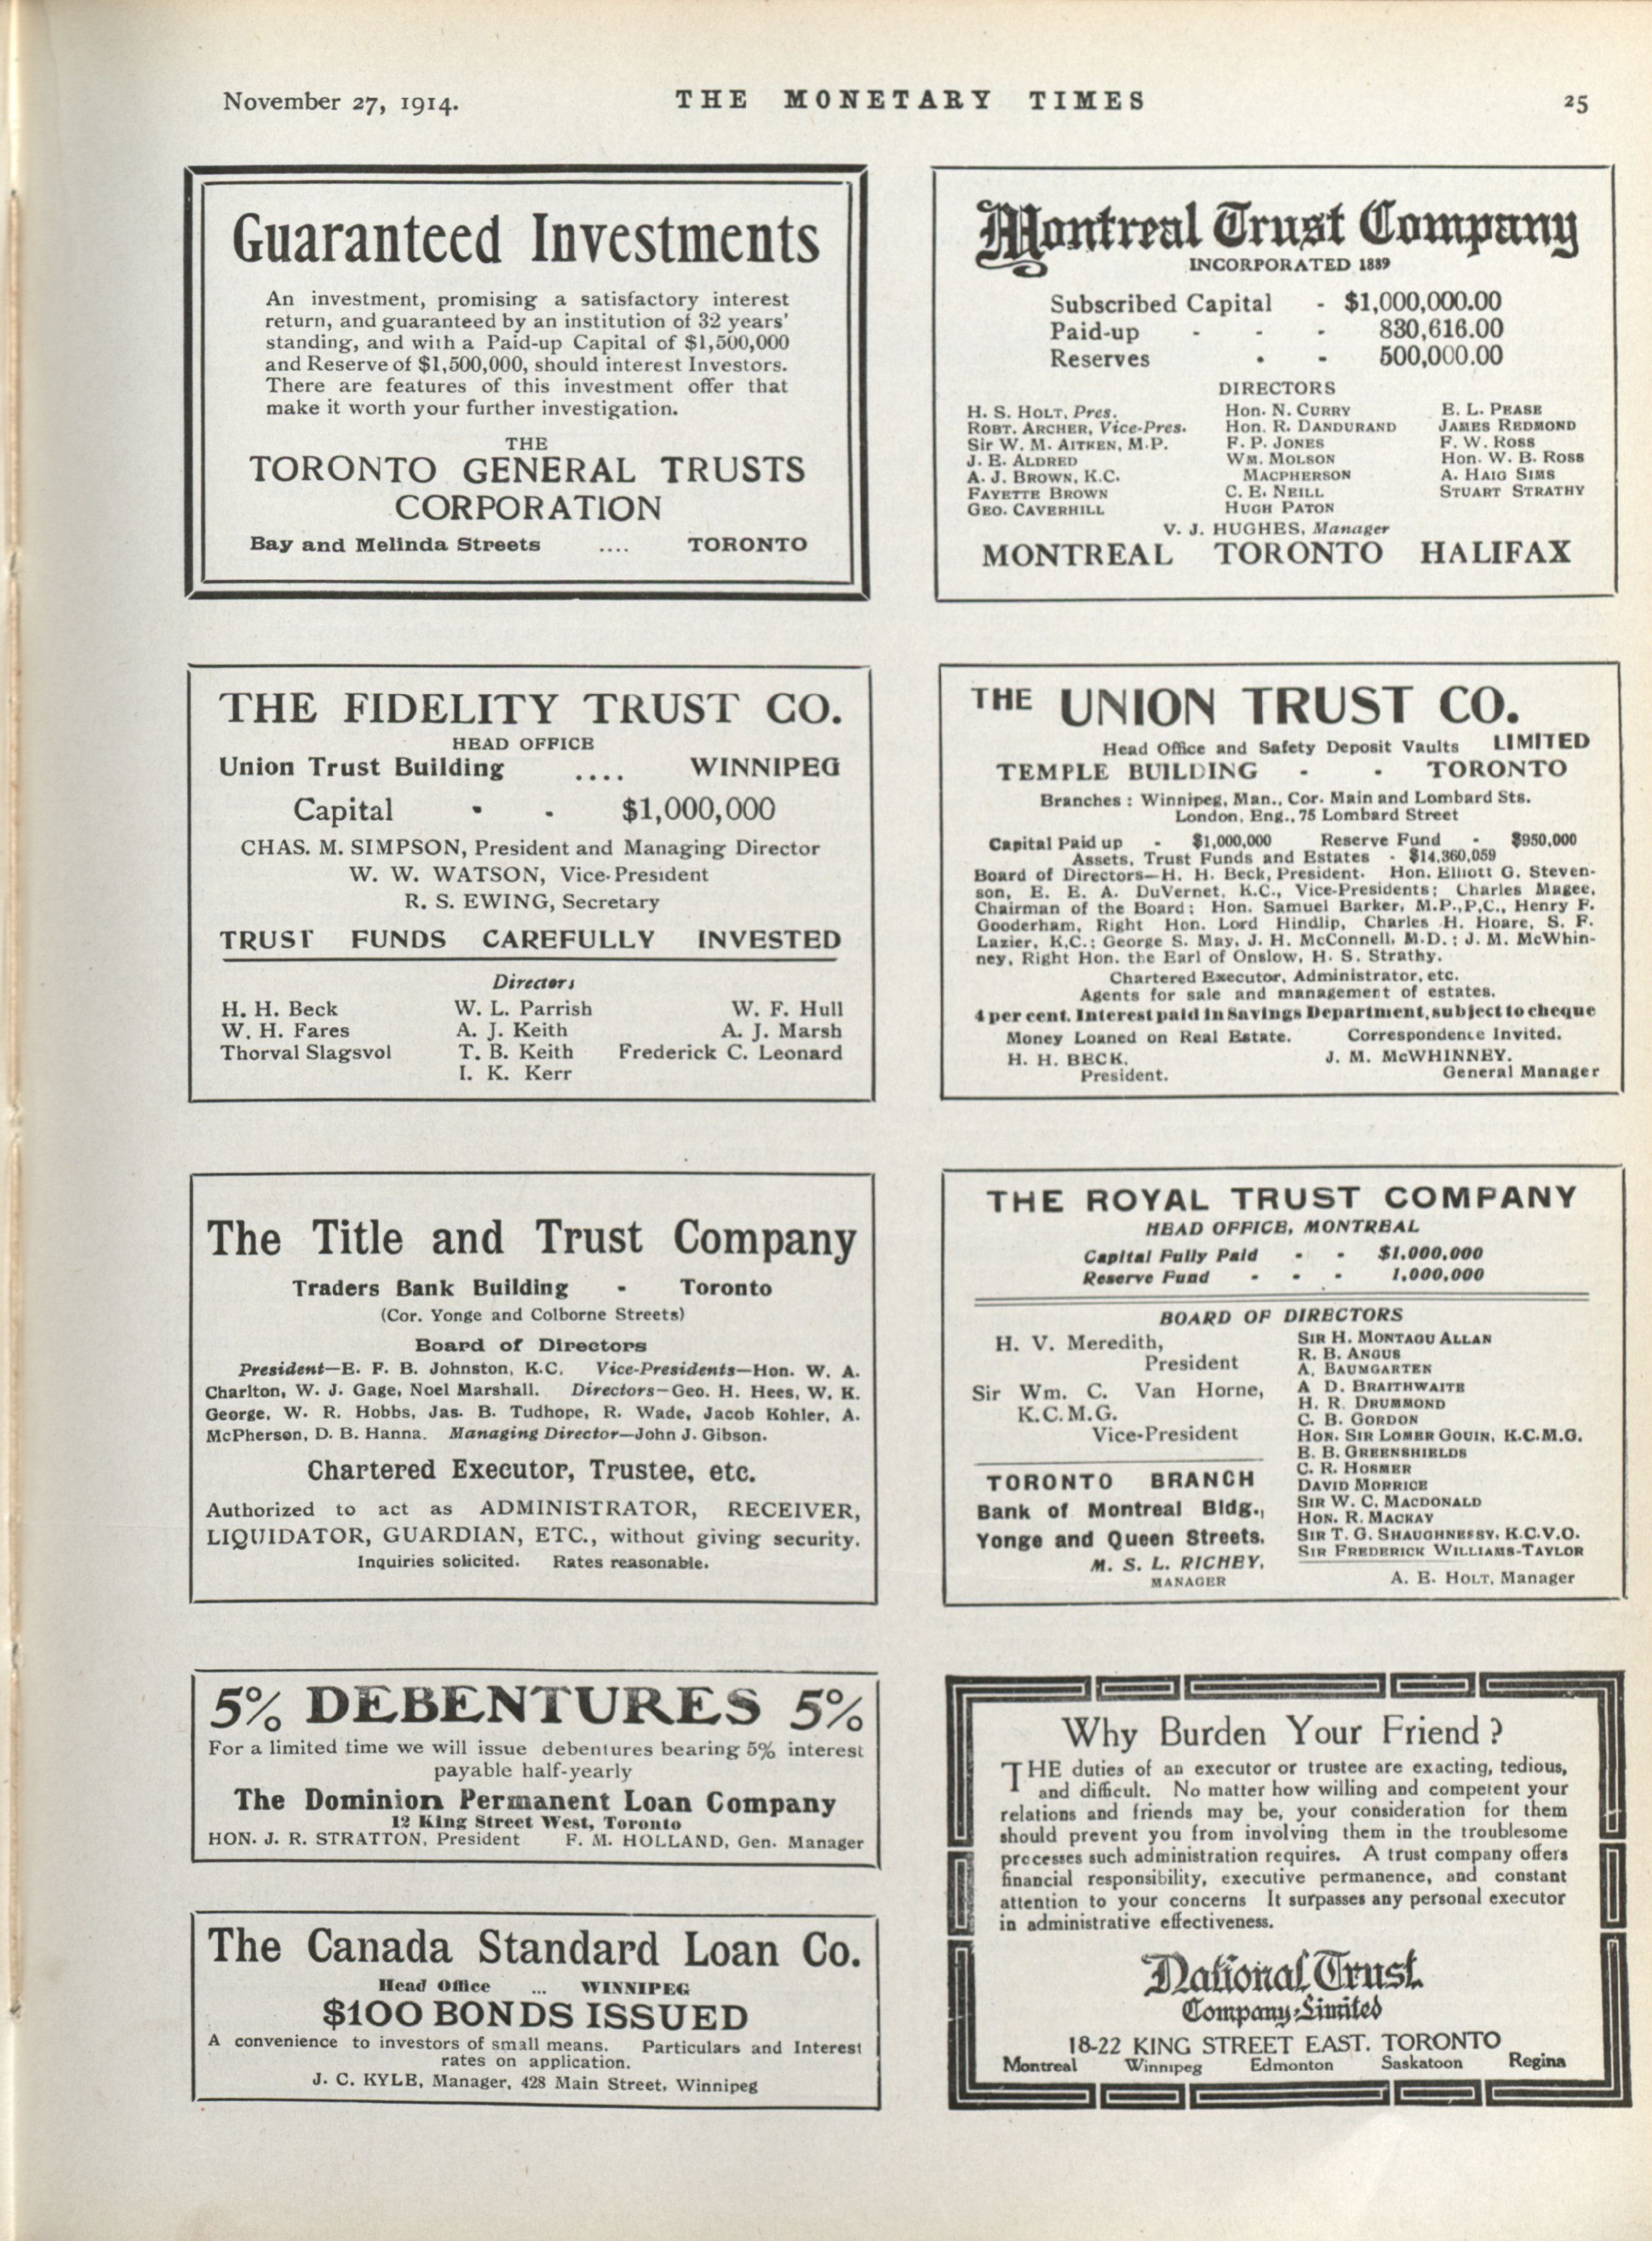 November 27, 1914.
THE MONETARY TIMES
25
Guaranteed Investments
An investment, promising a satisfactory interest
return, and guaranteed by an institution of 32 years'
standing, and with a Paid-up Capital of $1,500,000
and Reserve of $1,500,000, should interest Investors.
There are features of this investment offer that
make it worth your further investigation.
THE
TORONTO GENERAL TRUSTS
CORPORATION
Bay and Melinda Streets .... TORONTO
Montreal Trust Company
INCORPORATED 1889
Subscribed Capital - $1,000,000.00
Paid-up - - - 830,616.00
Reserves - - 500,000.00
DIRECTORS
H. S. HOLT, Pres.
ROBT. ARCHER, Vice-Pres.
Sir W. M. AITKEN, M.P.
J. E. ALDRED
A. J. BROWN, K.C.
FAYETTE BROWN
GEO. CAVERHILL
Hon. N. CURRY
Hon. R. DANDURAND
F. P. JONES
WM. MOLSON
MACPHERSON
C. E. NEILL
HUGH PATON
E. L. PEASE
JAMES REDMOND
F. W. ROSS
Hon. W. B. ROSS
A. HAIG SIMS
STUART STRATHY
V. J. HUGHES, Manager
MONTREAL TORONTO HALIFAX
THE FIDELITY TRUST CO.
HEAD OFFICE
Union Trust Building .... WINNIPEG
Capital - - $1,000,000
CHAS. M. SIMPSON, President and Managing Director
W. W. WATSON, Vice-President
R. S. EWING, Secretary
TRUST FUNDS CAREFULLY INVESTED
Directors
H. H. Beck W. L. Parrish W. F. Hull
W. H. Fares A. J. Keith A. J. Marsh
Thorval Slagsvol T. B. Keith Frederick C. Leonard
I. K. Kerr
THE UNION TRUST CO.
LIMITED
Head Office and Safety Deposit Vaults
TEMPLE BUILDING - - TORONTO
Branches : Winnipeg, Man., Cor. Main and Lombard Sts.
London, Eng., 75 Lombard Street
Capital Paid up - $1,000,000 Reserve Fund - $950,000
Assets, Trust Funds and Estates - $14,360,059
Board of Directors—H. H. Beck, President. Hon. Elliott G. Steven-
son, E. E. A. DuVernet, K.C., Vice-Presidents; Charles Magee,
Chairman of the Board; Hon. Samuel Barker, M.P.,P.C., Henry F.
Gooderham, Right Hon. Lord Hindlip, Charles H. Hoare, S. F.
Lazier, K.C.; George S. May, J. H. McConnell, M.D. ; J. M. McWhin-
ney, Right Hon. the Earl of Onslow, H. S. Strathy.
Chartered Executor, Administrator, etc.
Agents for sale and management of estates.
4 per cent. Interest paid in Savings Department, subject to cheque
Money Loaned on Real Estate. Correspondence Invited.
H. H. BECK, J. M. McWHINNEY,
President. General Manager
The Title and Trust Company
Traders Bank Building - Toronto
(Cor. Yonge and Colborne Streets)
Board of Directors
President—E. F. B. Johnston, K.C. Vice-Presidents—Hon. W. A.
Charlton, W. J. Gage, Noel Marshall. Directors—Geo. H. Hees, W. K.
George, W. R. Hobbs, Jas. B. Tudhope, R. Wade, Jacob Kohler, A.
McPherson, D. B. Hanna. Managing Director—John J. Gibson.
Chartered Executor, Trustee, etc.
Authorized to act as ADMINISTRATOR, RECEIVER,
LIQUIDATOR, GUARDIAN, ETC., without giving security.
Inquiries solicited. Rates reasonable.
THE ROYAL TRUST COMPANY
HEAD OFFICE, MONTREAL
Capital Fully Paid - - $1,000,000
Reserve Fund - - - 1,000,000
BOARD OF DIRECTORS
H. V. Meredith,
President
Sir Wm. C. Van Horne,
K.C.M.G.
Vice-President
TORONTO BRANCH
Bank of Montreal Bldg.,
Yonge and Queen Streets.
M. S. L. RICHEY,
MANAGER
SIR H. MONTAGU ALLAN
R. B. ANGUS
A. BAUMGARTEN
A D. BRAITHWAITE
H. R. DRUMMOND
C. B. GORDON
HON. SIR LOMER GOUIN, K.C.M.G.
E. B. GREENSHIELDS
C. R. HOSMER
DAVID MORRICE
SIR W. C. MACDONALD
HON. R. MACKAY
SIR T. G. SHAUGHNESSY, K.C.V.O.
SIR FREDERICK WILLIAMS-TAYLOR
A. E. HOLT, Manager
5% DEBENTURES 5%
For a limited time we will issue debentures bearing 5% interest
payable half-yearly
The Dominion Permanent Loan Company
12 King Street West, Toronto
HON. J. R. STRATTON, President F. M. HOLLAND, Gen. Manager
The Canada Standard Loan Co.
Head Office ... WINNIPEG
$100 BONDS ISSUED
A convenience to investors of small means. Particulars and Interest
rates on application.
J. C. KYLE, Manager, 428 Main Street, Winnipeg
Why Burden Your Friend ?
THE duties of an executor or trustee are exacting, tedious,
and difficult. No matter how willing and competent your
relations and friends may be, your consideration for them
should prevent you from involving them in the troublesome
processes such administration requires. A trust company offers
financial responsibility, executive permanence, and constant
attention to your concerns It surpasses any personal executor
in administrative effectiveness.
National Trust
Company-Limited
18-22 KING STREET EAST. TORONTO
Montreal Winnipeg Edmonton Saskatoon Regina